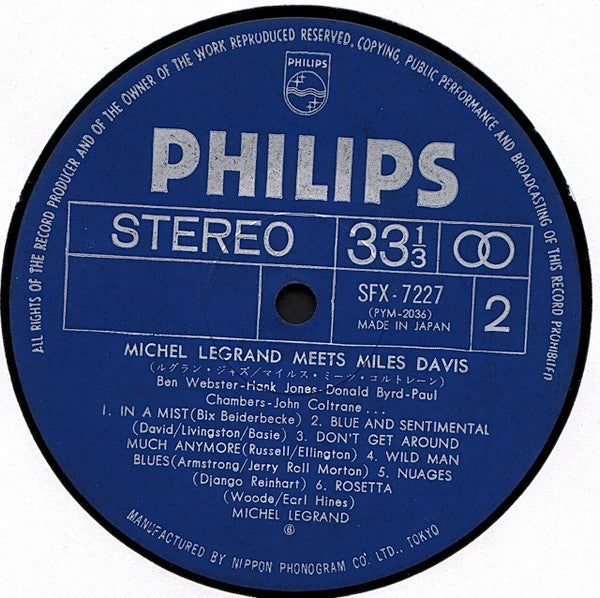 ALL RIGHTS OF THE RECORD PRODUCER AND OF THE OWNER OF THE WORK REPRODUCED RESERVED. COPYING, PUBLIC PERFORMANCE AND BROADCASTING OF THIS RECORD PROHIBITED
PHILIPS
PHILIPS
STEREO 33 1/3
SFX-7227
(PYM-2036)
MADE IN JAPAN
2
MICHEL LEGRAND MEETS MILES DAVIS
(ルグラン・ジャズ/マイルス・ミーツ・コルトレーン)
Ben Webster-Hank Jones-Donald Byrd-Paul
Chambers-John Coltrane...
1. IN A MIST(Bix Beiderbecke) 2. BLUE AND SENTIMENTAL
(David/Livingston/Basie) 3. DON'T GET AROUND
MUCH ANYMORE(Russell/Ellington) 4. WILD MAN
BLUES(Armstrong/Jerry Roll Morton) 5. NUAGES
(Django Reinhart) 6. ROSETTA
(Woode/Earl Hines)
MICHEL LEGRAND
⑥
MANUFACTURED BY NIPPON PHONOGRAM CO. LTD., TOKYO